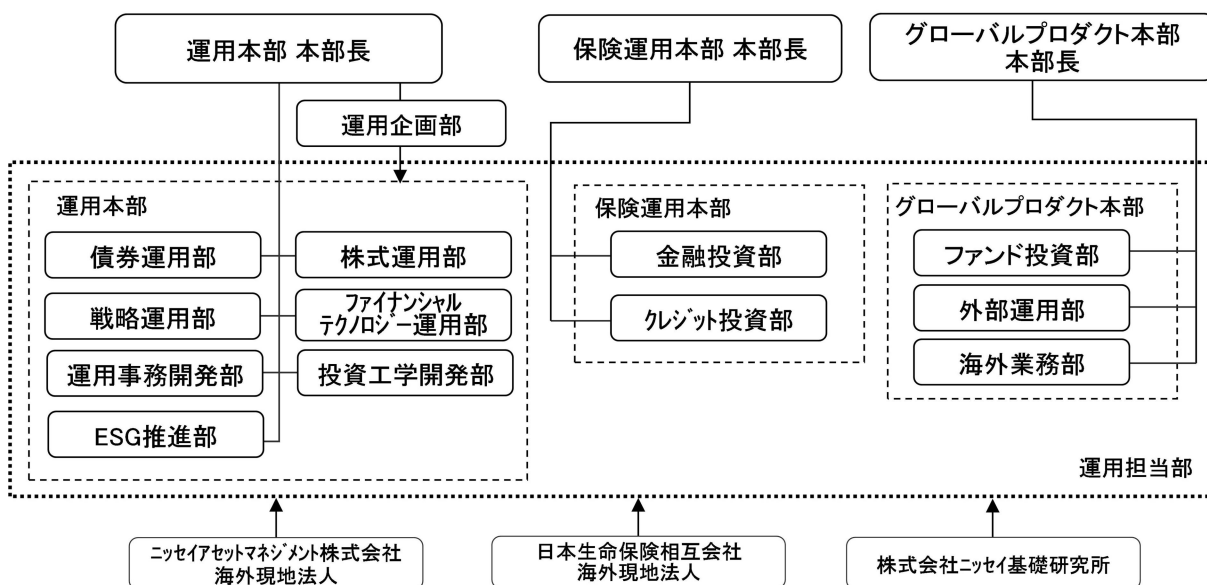 運用本部 本部長
保険運用本部 本部長
グローバルプロダクト本部
本部長
運用企画部
運用本部
債券運用部
株式運用部
戦略運用部
ファイナンシャル
テクノロジー運用部
運用事務開発部
投資工学開発部
ESG推進部
保険運用本部
金融投資部
クレジット投資部
グローバルプロダクト本部
ファンド投資部
外部運用部
海外業務部
運用担当部
ニッセイアセットマネジメント株式会社
海外現地法人
日本生命保険相互会社
海外現地法人
株式会社ニッセイ基礎研究所